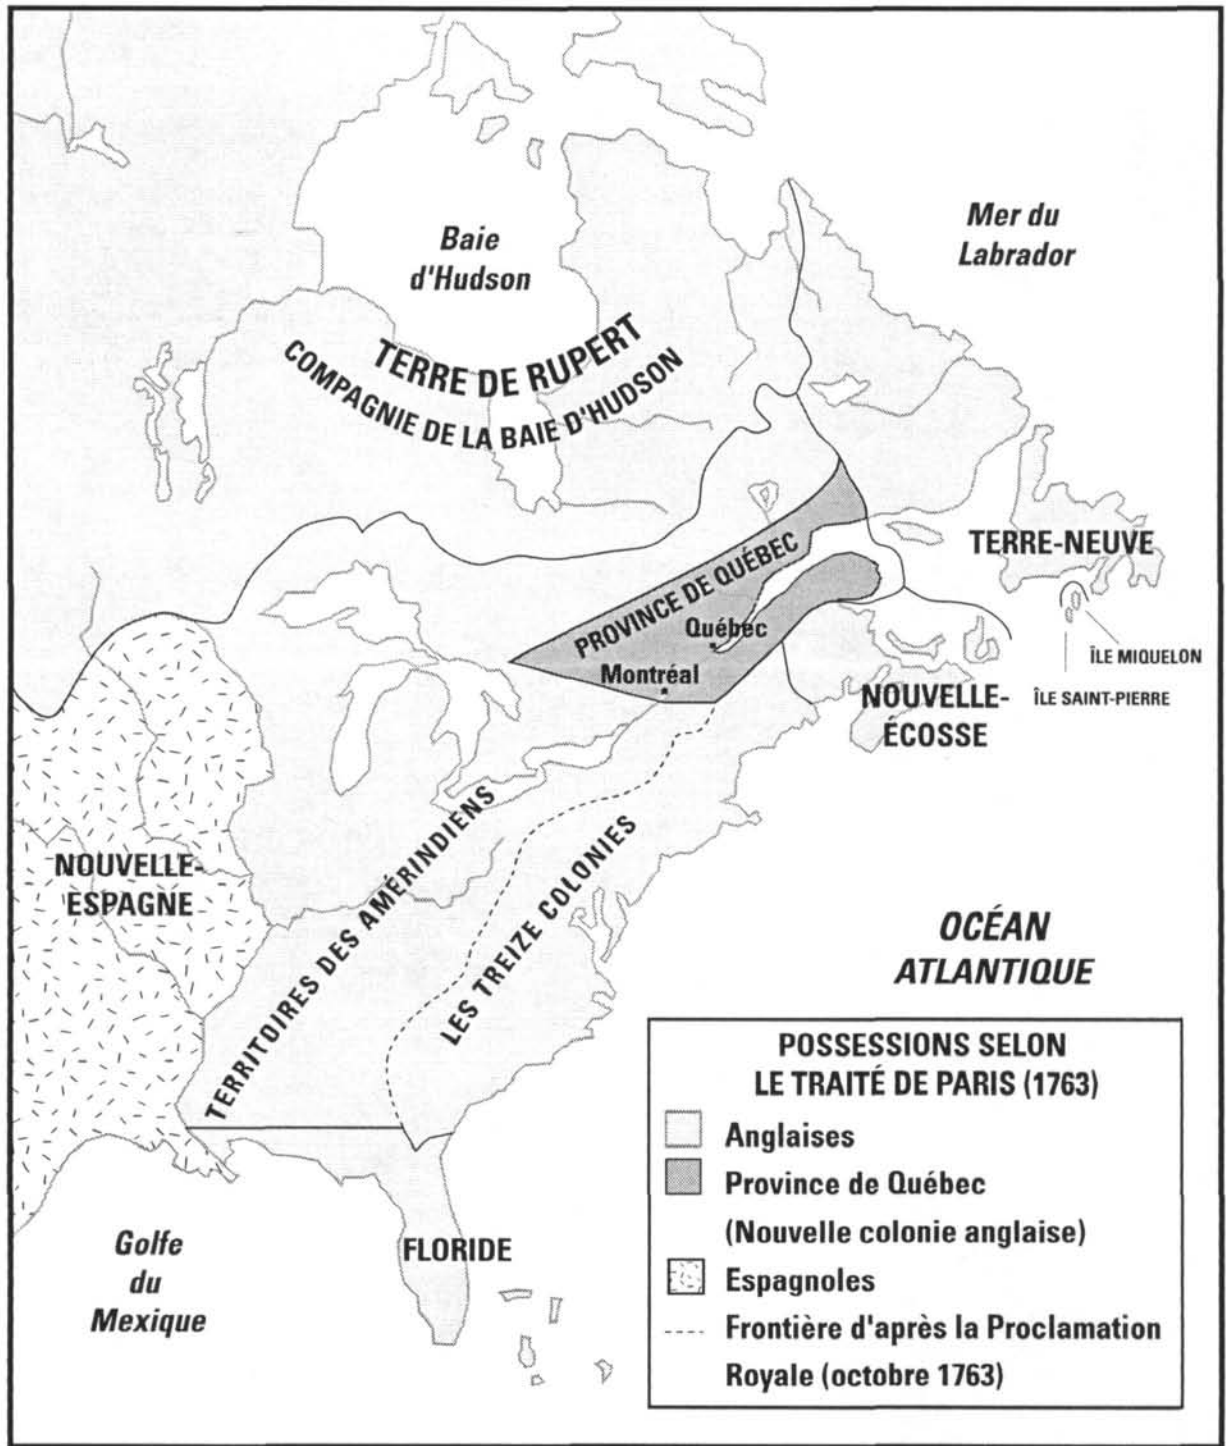 Baie
d'Hudson
Mer du
Labrador
TERRE DE RUPERT
COMPAGNIE DE LA BAIE D'HUDSON
TERRE-NEUVE
PROVINCE DE QUÉBEC
Québec
Montréal
ÎLE MIQUELON
ÎLE SAINT-PIERRE
NOUVELLE-
ÉCOSSE
NOUVELLE-
ESPAGNE
TERRITOIRES DES AMÉRINDIENS
LES TREIZE COLONIES
OCÉAN
ATLANTIQUE
Golfe
du
Mexique
FLORIDE
POSSESSIONS SELON
LE TRAITÉ DE PARIS (1763)
Anglaises
Province de Québec
(Nouvelle colonie anglaise)
Espagnoles
Frontière d'après la Proclamation
Royale (octobre 1763)